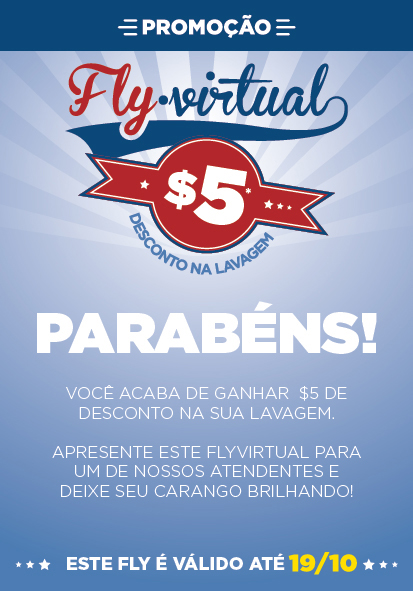 PROMOÇÃO
Fly·virtual
$5*
DESCONTO NA LAVAGEM
PARABÉNS!
VOCÊ ACABA DE GANHAR $5 DE
DESCONTO NA SUA LAVAGEM.
APRESENTE ESTE FLYVIRTUAL PARA
UM DE NOSSOS ATENDENTES E
DEIXE SEU CARANGO BRILHANDO!
ESTE FLY É VÁLIDO ATÉ 19/10